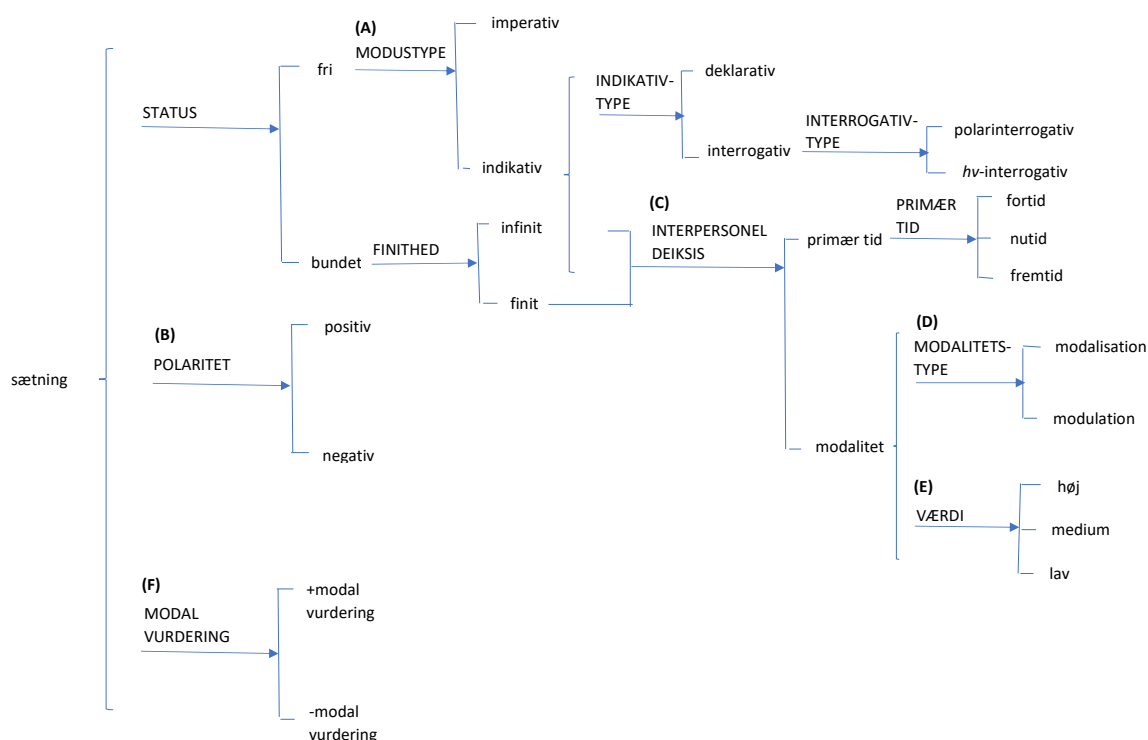 (A)
MODUSTYPE
imperativ
fri
indikativ
STATUS
INDIKATIV-
TYPE
deklarativ
interrogativ
INTERROGATIV-
TYPE
polarinterrogativ
hv-interrogativ
bundet
FINITHED
infinit
finit
(C)
INTERPERSONEL
DEIKSIS
primær tid
PRIMÆR
TID
fortid
nutid
fremtid
(B)
POLARITET
positiv
negativ
sætning
modalitet
(D)
MODALITETS-
TYPE
modalisation
modulation
(E)
VÆRDI
høj
medium
lav
(F)
MODAL
VURDERING
+modal
vurdering
-modal
vurdering